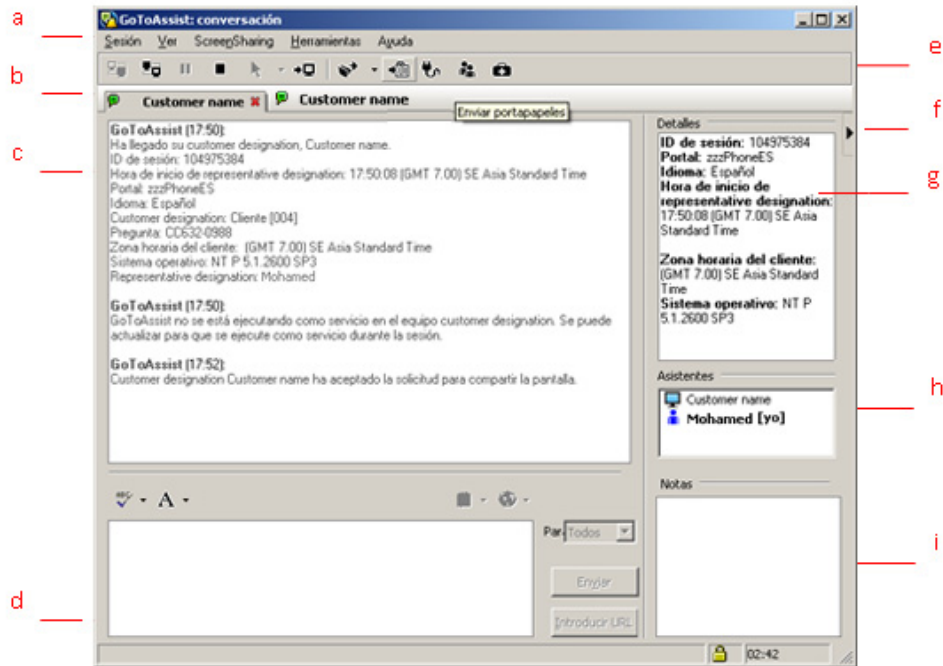 a
b
c
d
e
f
g
h
i
GoToAssist: conversación
Sesión Ver ScreenSharing Herramientas Ayuda
Customer name Customer name
Enviar portapapeles
GoToAssist (17:50):
Ha llegado su customer designation, Customer name.
ID de sesión: 104975384
Hora de inicio de representative designation: 17:50:08 (GMT 7.00) SE Asia Standard Time
Portal: zzzPhoneES
Idioma: Español
Customer designation: Cliente [004]
Pregunta: CC632-0988
Zona horaria del cliente: (GMT 7.00) SE Asia Standard Time
Sistema operativo: NT P 5.1.2600 SP3
Representative designation: Mohamed
GoToAssist (17:50):
GoToAssist no se está ejecutando como servicio en el equipo customer designation. Se puede
actualizar para que se ejecute como servicio durante la sesión.
GoToAssist (17:52):
Customer designation Customer name ha aceptado la solicitud para compartir la pantalla.
ABC
A
Par
Todos
Enviar
Introducir URL
Detalles
ID de sesión: 104975384
Portal: zzzPhoneES
Idioma: Español
Hora de inicio de
representative designation:
17:50:08 (GMT 7.00) SE Asia
Standard Time
Zona horaria del cliente:
(GMT 7.00) SE Asia Standard
Time
Sistema operativo: NT P
5.1.2600 SP3
Asistentes
Customer name
Mohamed [yo]
Notas
02:42